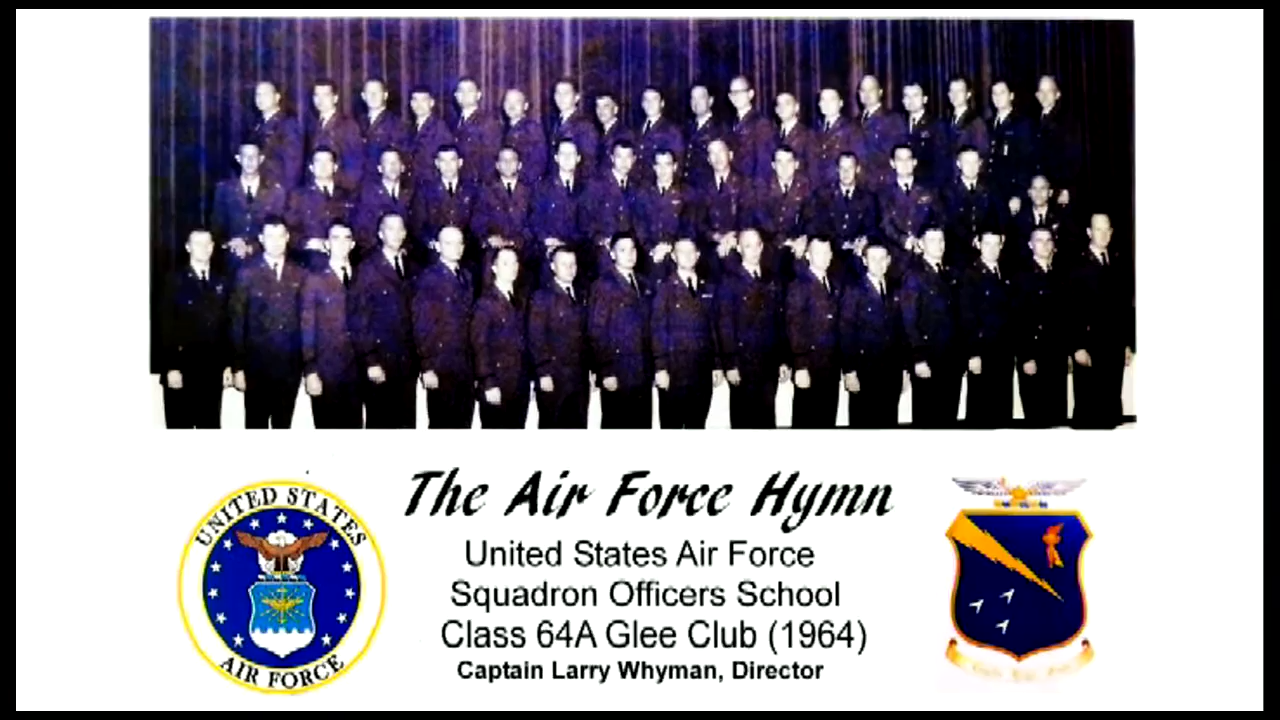 The Air Force Hymn
United States Air Force
Squadron Officers School
Class 64A Glee Club (1964)
Captain Larry Whyman, Director
UNITED STATES
AIR FORCE